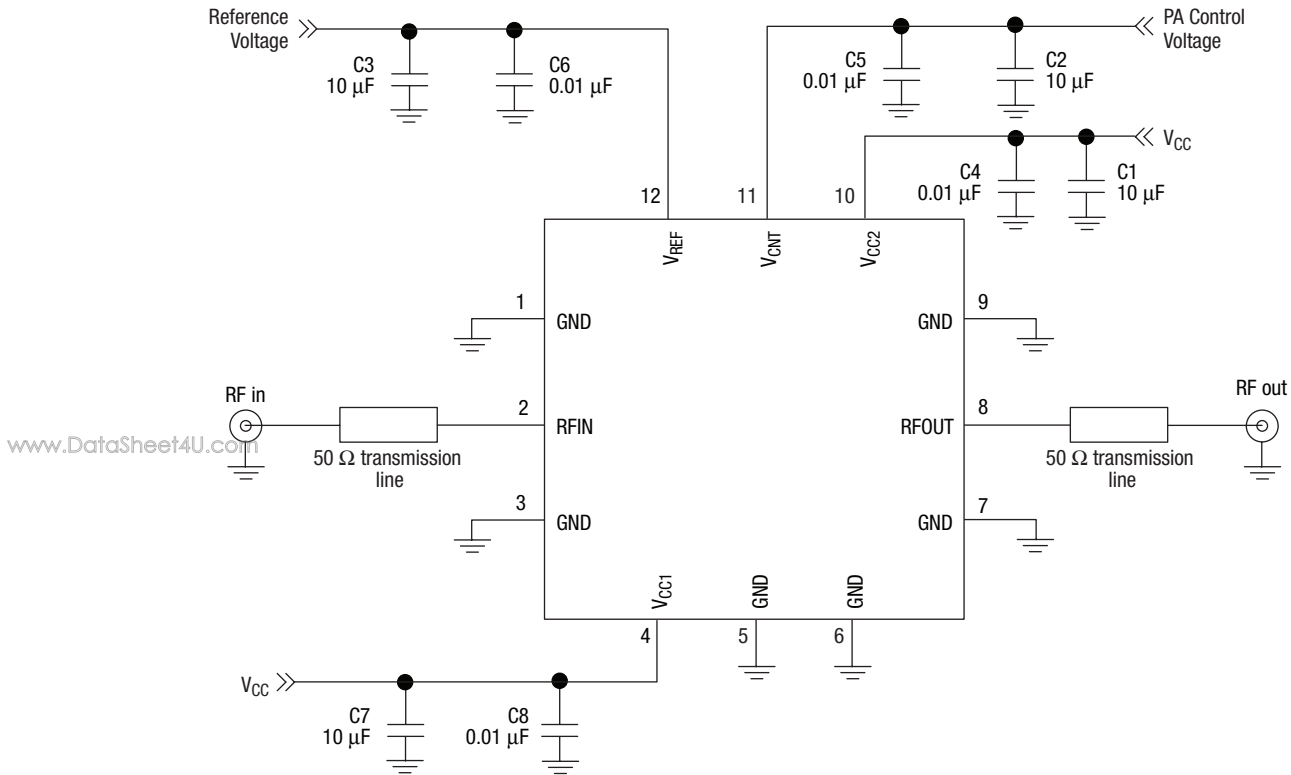 Reference
Voltage
PA Control
Voltage
C3
10 µF
C6
0.01 µF
C5
0.01 µF
C2
10 µF
VCC
C4
0.01 µF
C1
10 µF
12
11
10
VREF
VCNT
VCC2
1
GND
GND
9
RF in
2
RFIN
RFOUT
8
RF out
www.DataSheet4U.com
50 Ω transmission
line
50 Ω transmission
line
3
GND
GND
7
VCC1
GND
GND
4
5
6
VCC
C7
10 µF
C8
0.01 µF